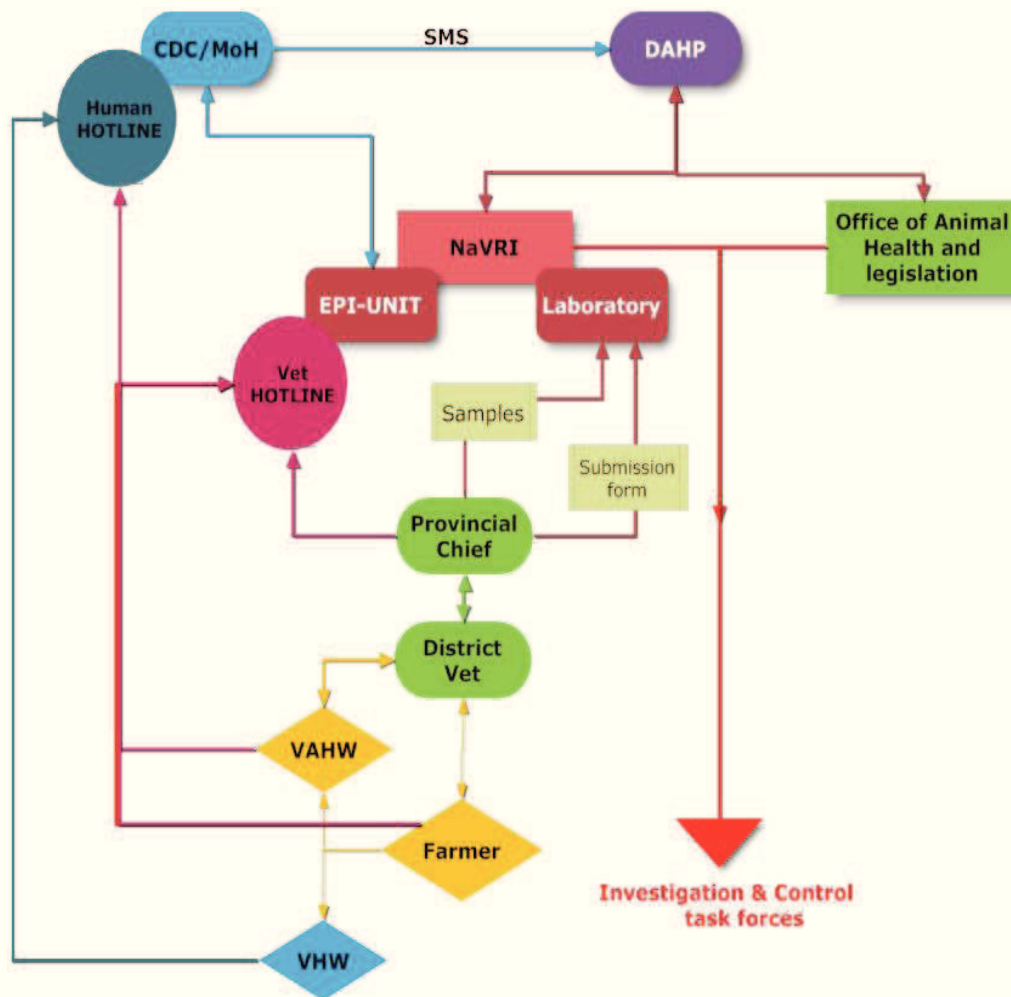 CDC/MoH
SMS
DAHP
Human
HOTLINE
NaVRI
Office of Animal
Health and
legislation
EPI-UNIT
Laboratory
Vet
HOTLINE
Samples
Submission
form
Provincial
Chief
District
Vet
VAHW
Farmer
Investigation & Control
task forces
VHW